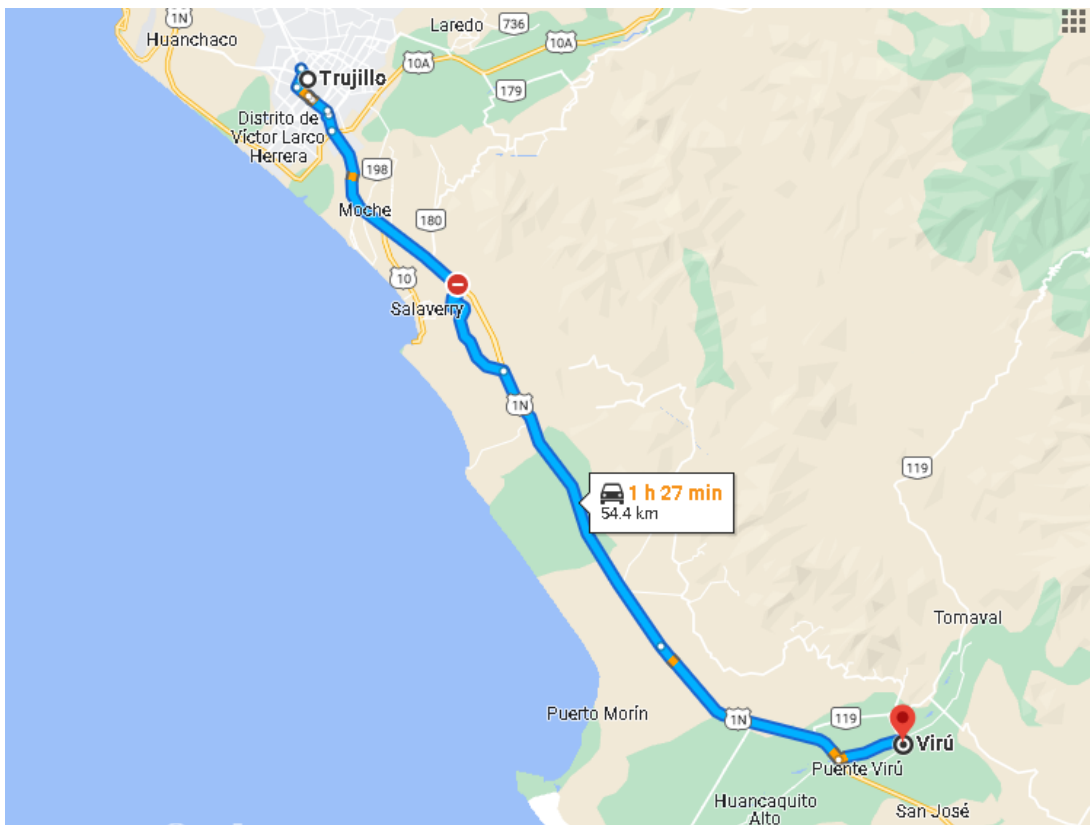 1N
Huanchaco
Laredo
736
10A
10A
Trujillo
179
Distrito de
Víctor Larco
Herrera
198
Moche
180
10
Salaverry
1N
119
1 h 27 min
54.4 km
Tomaval
Puerto Morín
1N
119
Virú
Puente Virú
Huancaquito
Alto
San José